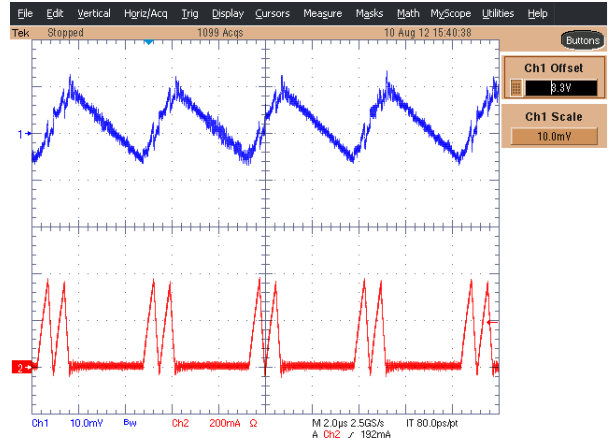 File Edit Vertical Horiz/Acq Trig Display Cursors Measure Masks Math MyScope Utilities Help
Tek Stopped 1099 Acqs 10 Aug 12 15:40:38
Buttons
Ch1 Offset
3.3V
Ch1 Scale
10.0mV
1
2
Ch1 10.0mV Bw Ch2 200mA Ω M 2.0µs 2.5GS/s IT 80.0ps/pt
A Ch2 ∕ 192mA